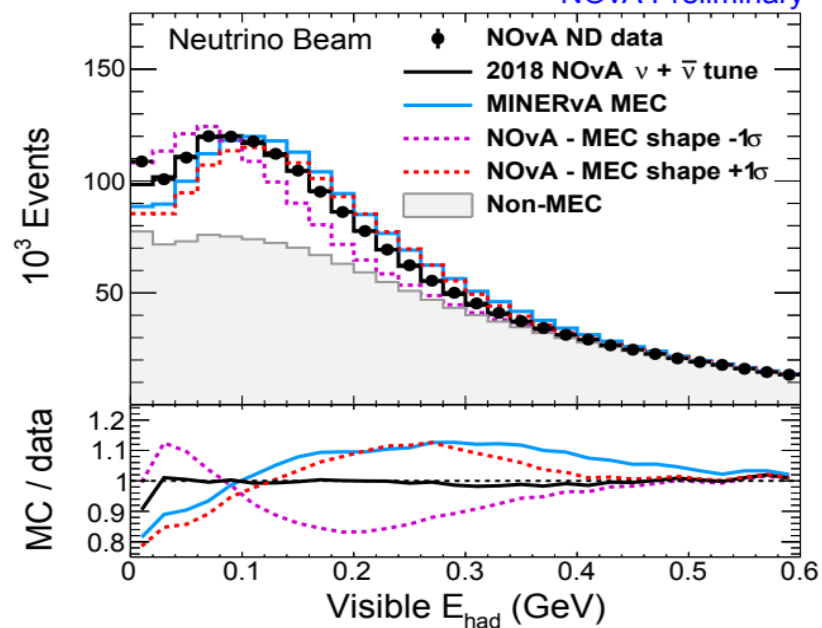 NOvA Preliminary
Neutrino Beam
NOvA ND data
2018 NOvA ν + ν̄ tune
MINERvA MEC
NOvA - MEC shape -1σ
NOvA - MEC shape +1σ
Non-MEC
10³ Events
150
100
50
MC / data
1.2
1.1
1
0.9
0.8
0 0.1 0.2 0.3 0.4 0.5 0.6
Visible E_had (GeV)